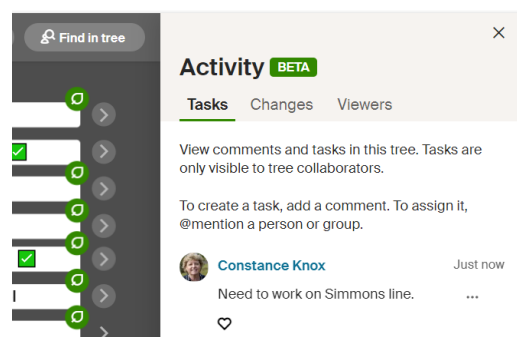 Find in tree
Activity BETA
Tasks Changes Viewers
View comments and tasks in this tree. Tasks are
only visible to tree collaborators.
To create a task, add a comment. To assign it,
@mention a person or group.
Constance Knox Just now
Need to work on Simmons line. ...